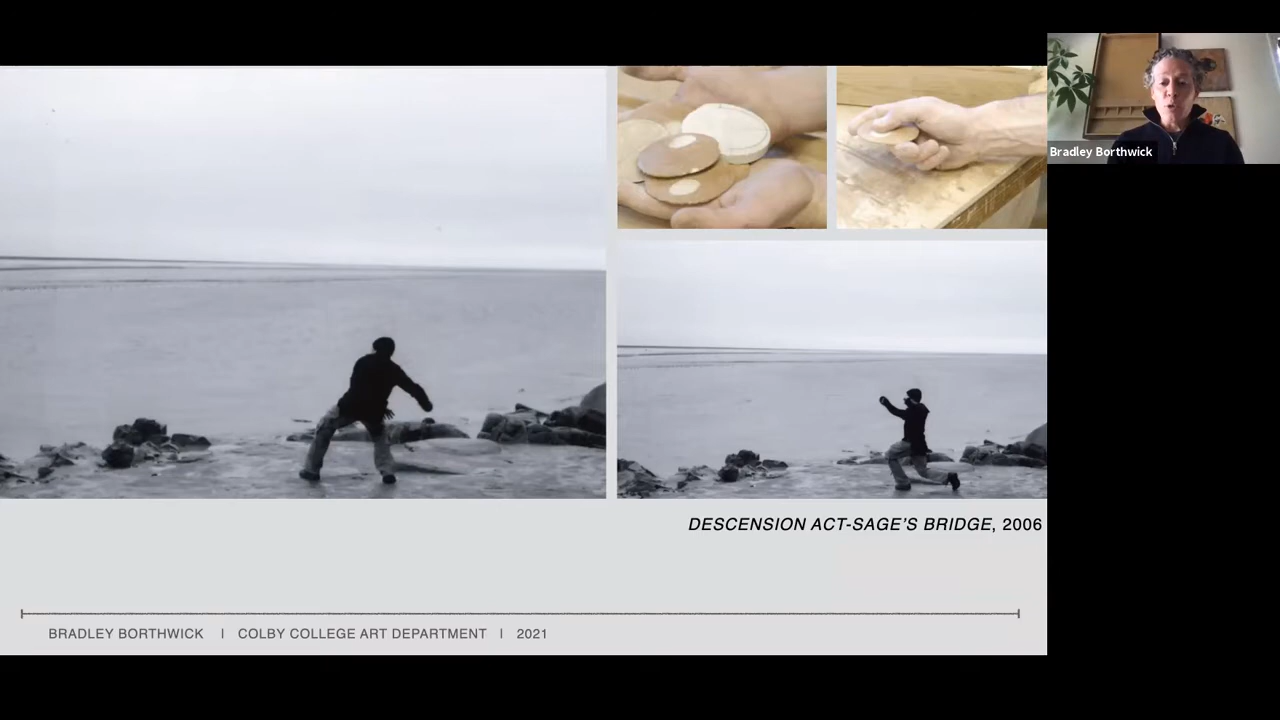 Bradley Borthwick
DESCENSION ACT-SAGE'S BRIDGE, 2006
BRADLEY BORTHWICK | COLBY COLLEGE ART DEPARTMENT | 2021